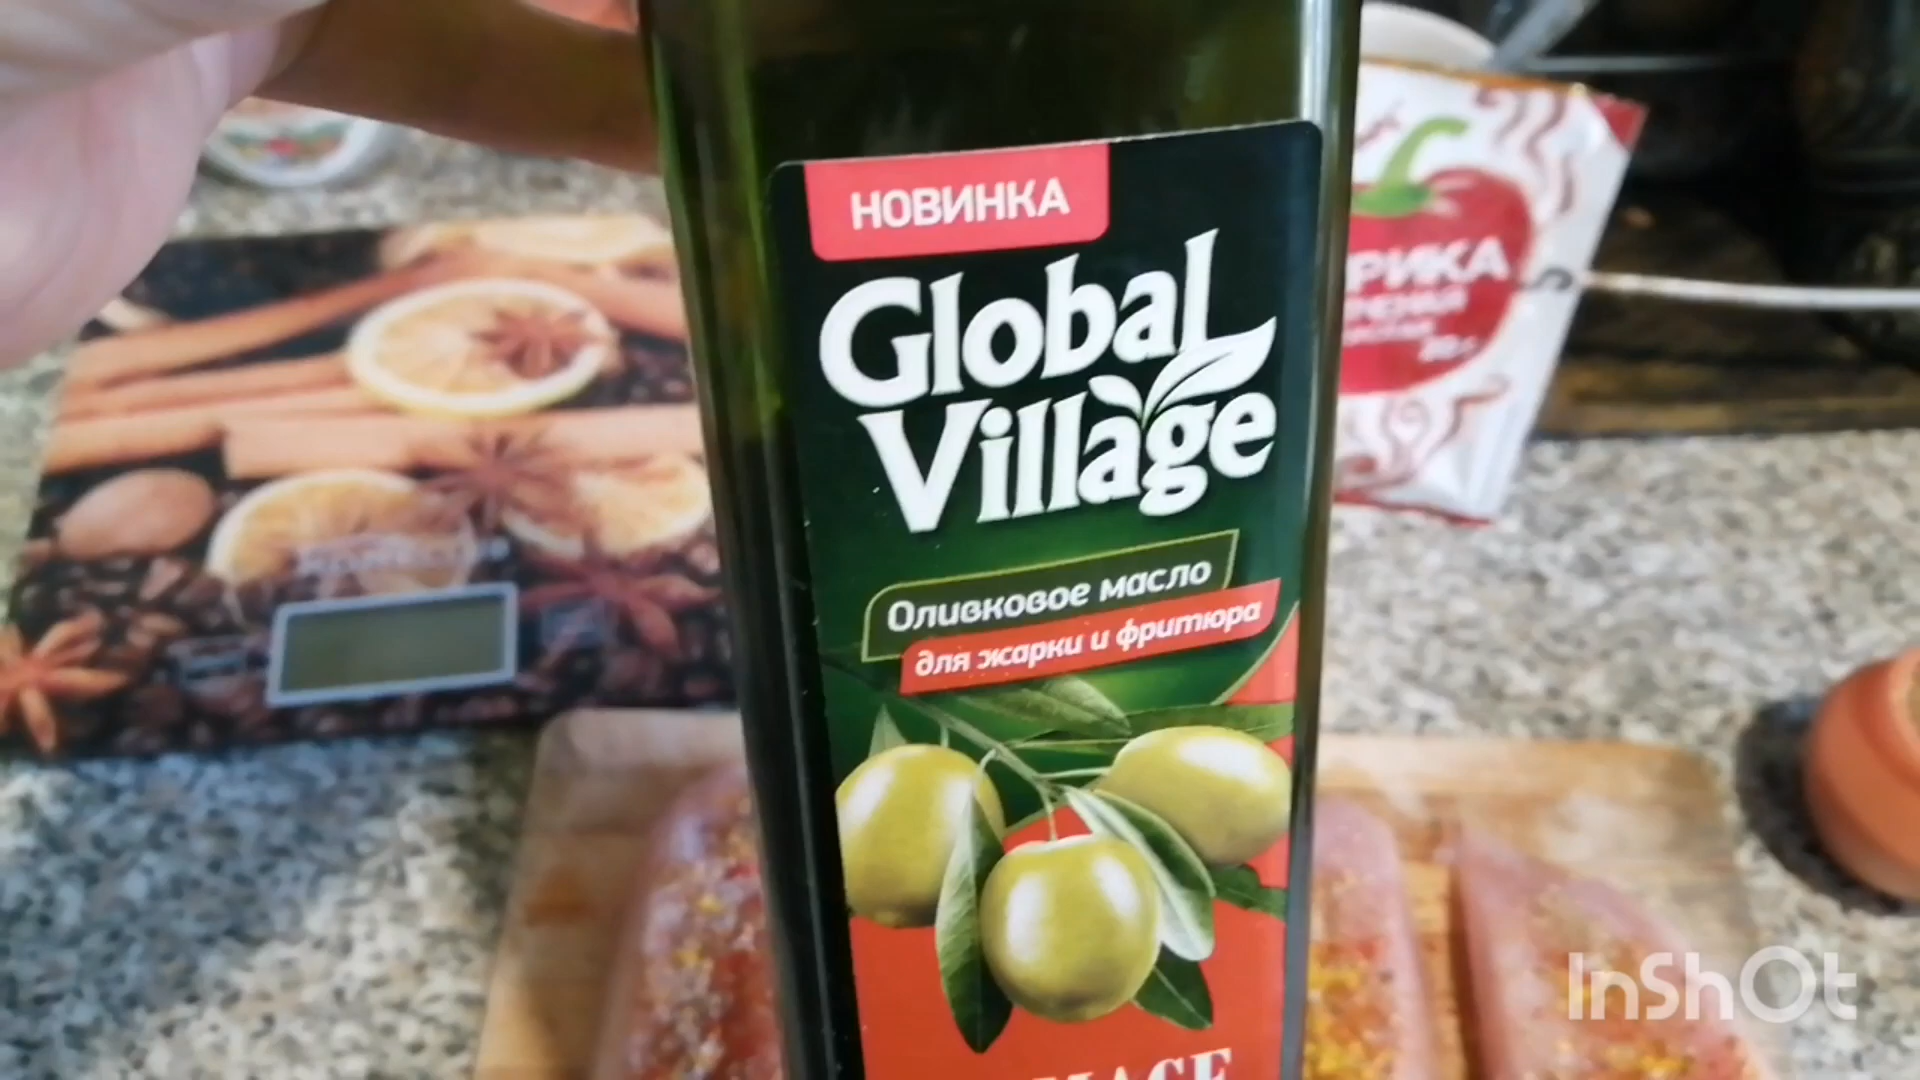 НОВИНКА
Global
Village
Оливковое масло
для жарки и фритюра
InShOt